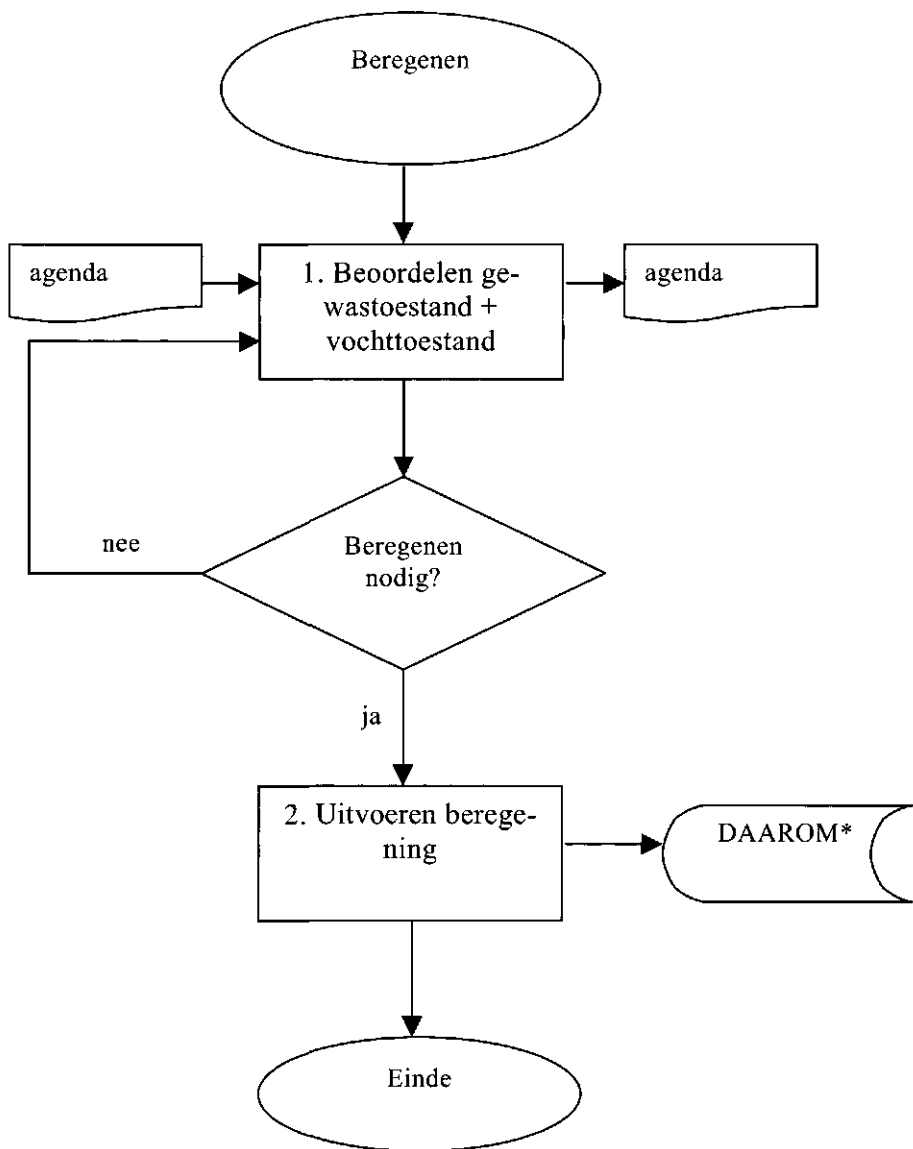 Beregenen
agenda
1. Beoordelen ge-
wastoestand +
vochttoestand
agenda
nee
Beregenen
nodig?
ja
2. Uitvoeren berege-
ning
DAAROM*
Einde